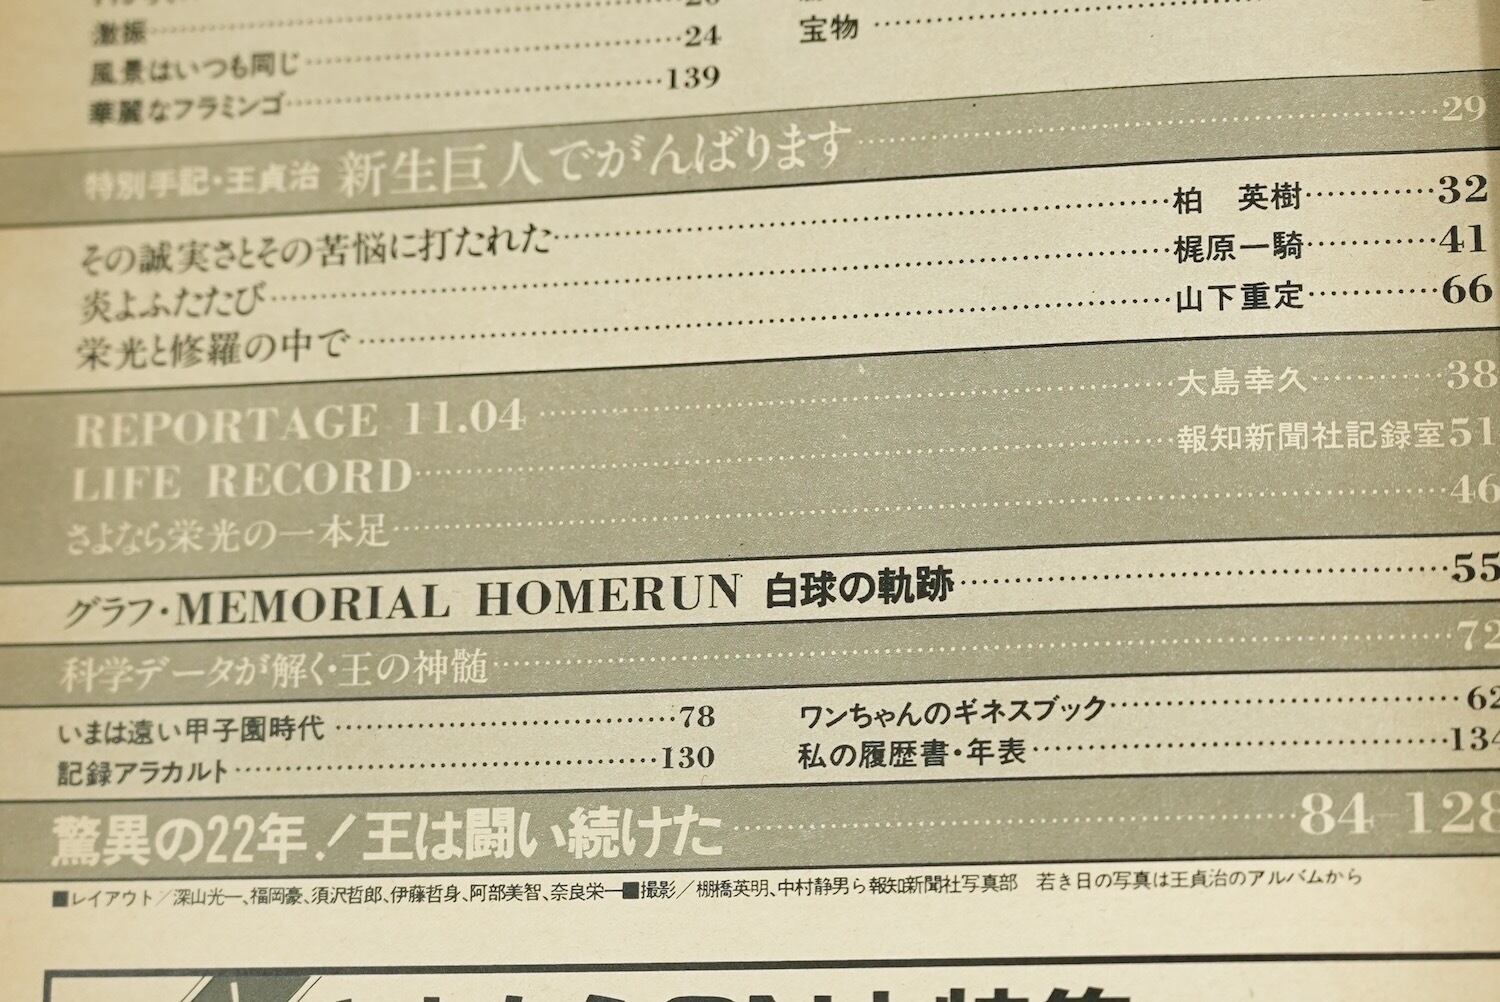 激振 24
風景はいつも同じ 139
華麗なフラミンゴ
宝物
特別手記・王貞治 新生巨人でがんばります 29
その誠実さとその苦悩に打たれた 柏 英樹 32
炎よふたたび 梶原一騎 41
栄光と修羅の中で 山下重定 66
REPORTAGE 11.04 大島幸久 38
LIFE RECORD 報知新聞社記録室 51
さよなら栄光の一本足 46
グラフ・MEMORIAL HOMERUN 白球の軌跡 55
科学データが解く・王の神髄 72
いまは遠い甲子園時代 78
記録アラカルト 130
ワンちゃんのギネスブック 62
私の履歴書・年表 134
驚異の22年！王は闘い続けた 84-128
■レイアウト／深山光一、福岡豪、須沢哲郎、伊藤哲身、阿部美智、奈良栄一■撮影／棚橋英明、中村静男ら報知新聞社写真部 若き日の写真は王貞治のアルバムから